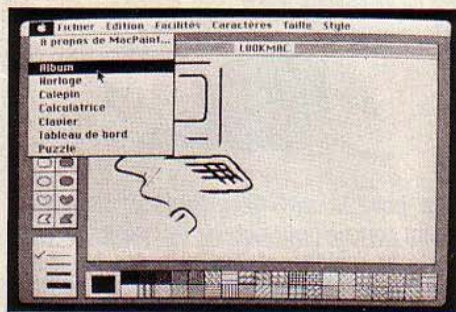 Fichier Edition Facilités Caractères Taille Style
à propos de MacPaint...
LOOKMAC
Album
Horloge
Calepin
Calculatrice
Clavier
Tableau de bord
Puzzle